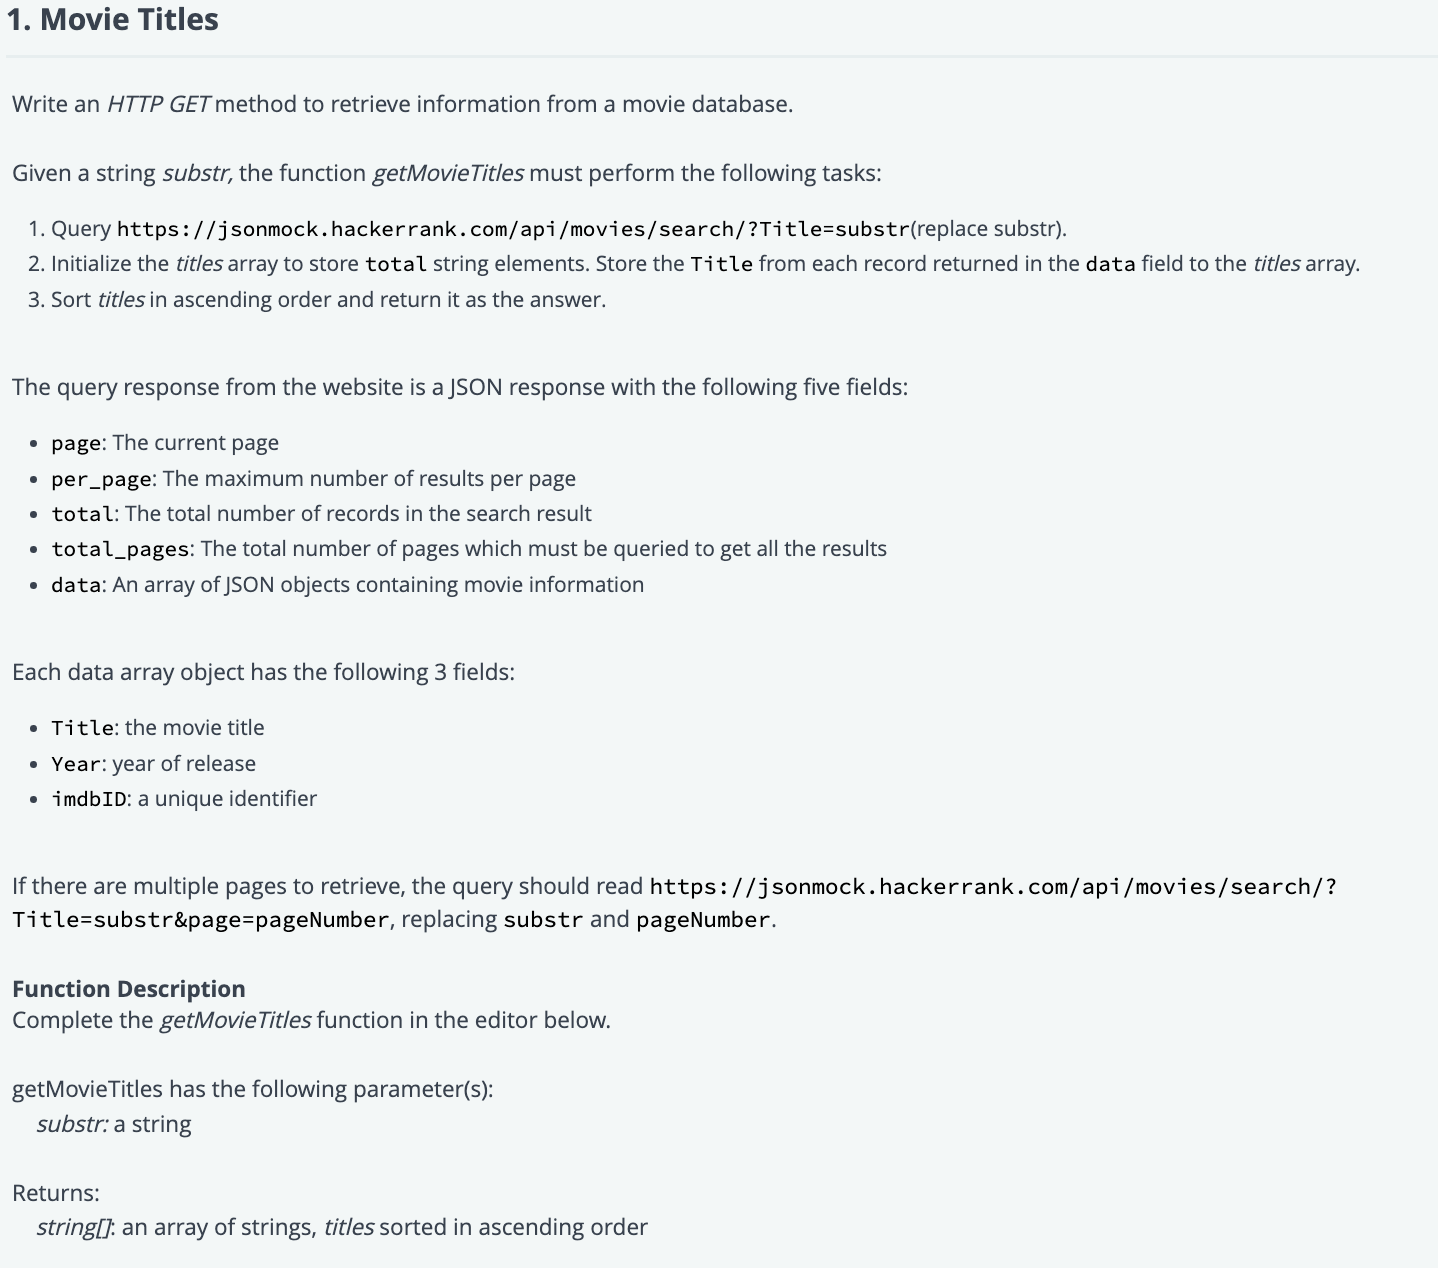 1. Movie Titles
Write an HTTP GET method to retrieve information from a movie database.
Given a string substr, the function getMovieTitles must perform the following tasks:
1. Query https://jsonmock.hackerrank.com/api/movies/search/?Title=substr(replace substr).
2. Initialize the titles array to store total string elements. Store the Title from each record returned in the data field to the titles array.
3. Sort titles in ascending order and return it as the answer.
The query response from the website is a JSON response with the following five fields:
• page: The current page
• per_page: The maximum number of results per page
• total: The total number of records in the search result
• total_pages: The total number of pages which must be queried to get all the results
• data: An array of JSON objects containing movie information
Each data array object has the following 3 fields:
• Title: the movie title
• Year: year of release
• imdbID: a unique identifier
If there are multiple pages to retrieve, the query should read https://jsonmock.hackerrank.com/api/movies/search/?
Title=substr&page=pageNumber, replacing substr and pageNumber.
Function Description
Complete the getMovieTitles function in the editor below.
getMovieTitles has the following parameter(s):
substr: a string
Returns:
string[]: an array of strings, titles sorted in ascending order